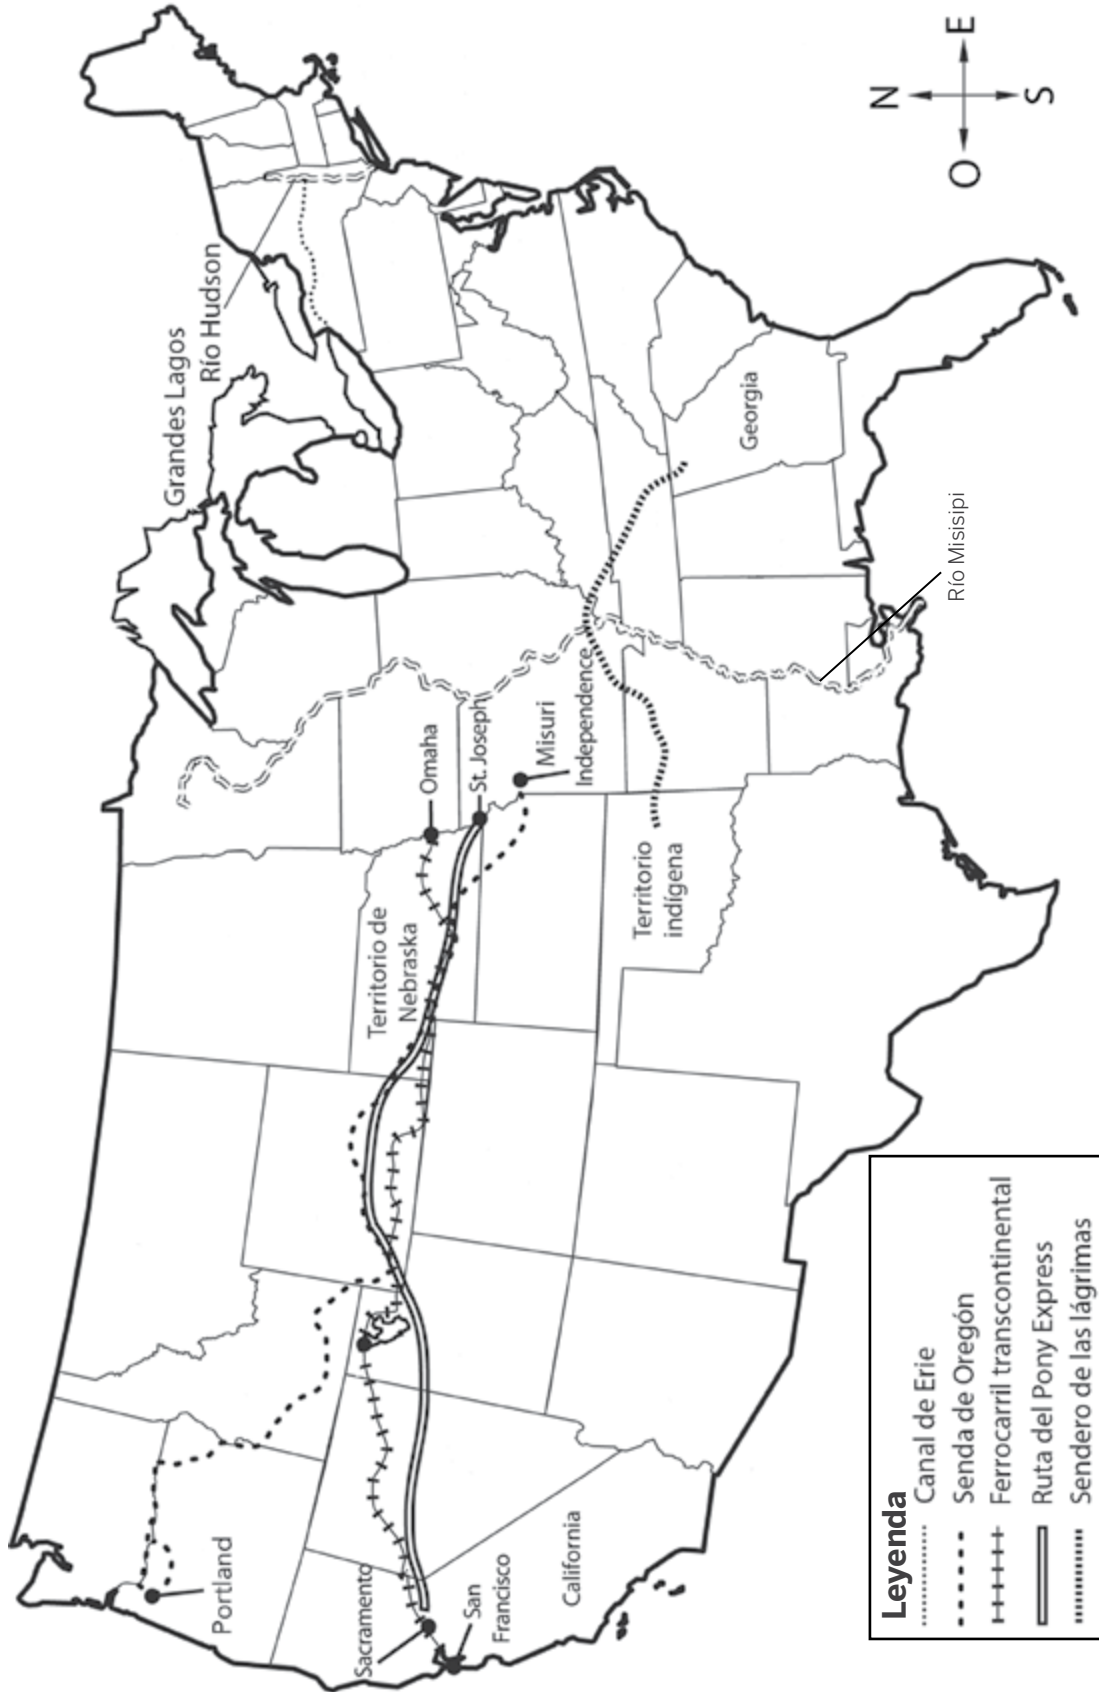 Grandes Lagos
Río Hudson
N
O
E
S
Portland
Territorio de
Nebraska
Omaha
St. Joseph
Misuri
Independence
Sacramento
San
Francisco
California
Territorio
indígena
Georgia
Río Misisipi
Leyenda
Canal de Erie
Senda de Oregón
Ferrocarril transcontinental
Ruta del Pony Express
Sendero de las lágrimas